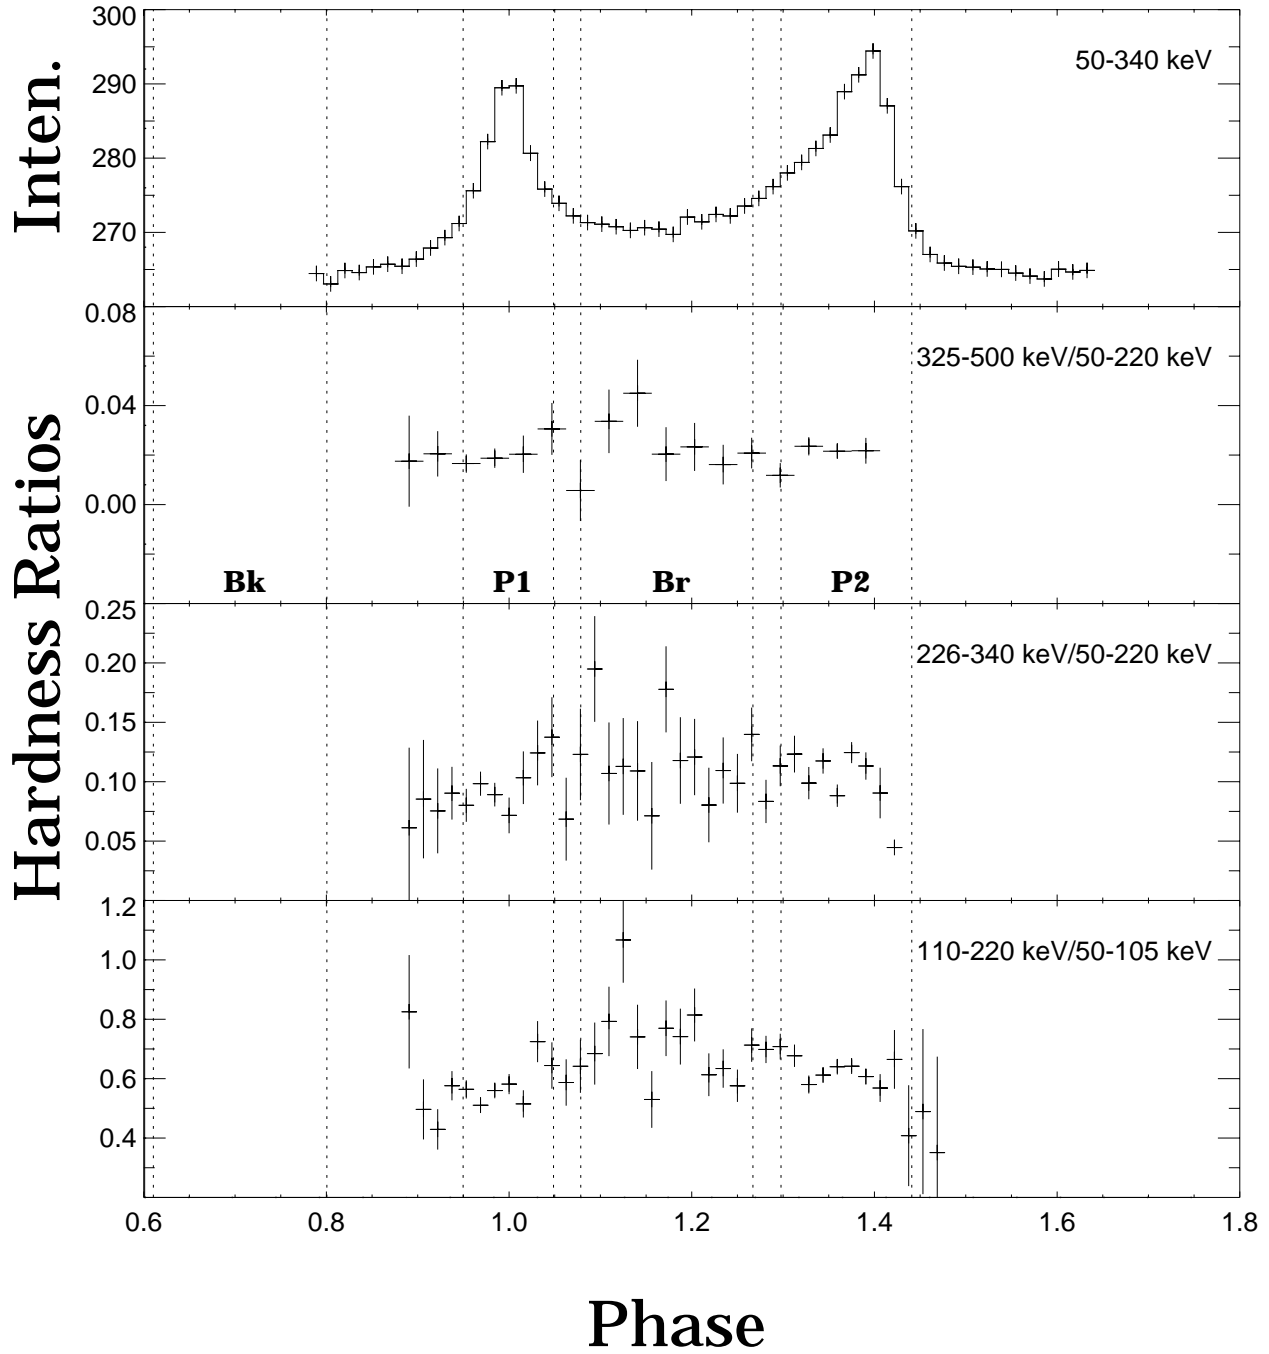 Inten.
300
290
280
270
50-340 keV
Hardness Ratios
0.08
0.04
0.00
325-500 keV/50-220 keV
Bk
P1
Br
P2
0.25
0.20
0.15
0.10
0.05
226-340 keV/50-220 keV
1.2
1.0
0.8
0.6
0.4
110-220 keV/50-105 keV
0.6
0.8
1.0
1.2
1.4
1.6
1.8
Phase